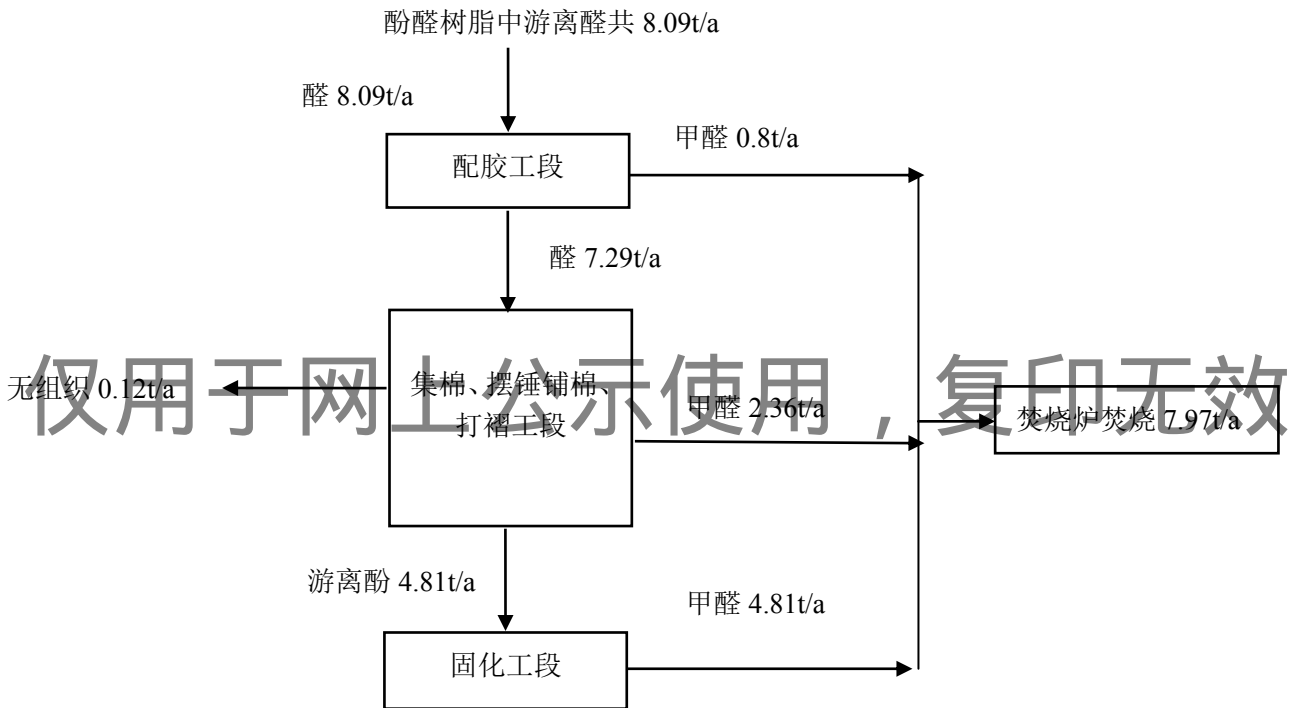 酚醛树脂中游离醛共 8.09t/a
醛 8.09t/a
甲醛 0.8t/a
配胶工段
醛 7.29t/a
仅用于网上公示使用，复印无效
无组织 0.12t/a
集棉、摆锤铺棉、
打褶工段
甲醛 2.36t/a
焚烧炉焚烧 7.97t/a
游离酚 4.81t/a
甲醛 4.81t/a
固化工段